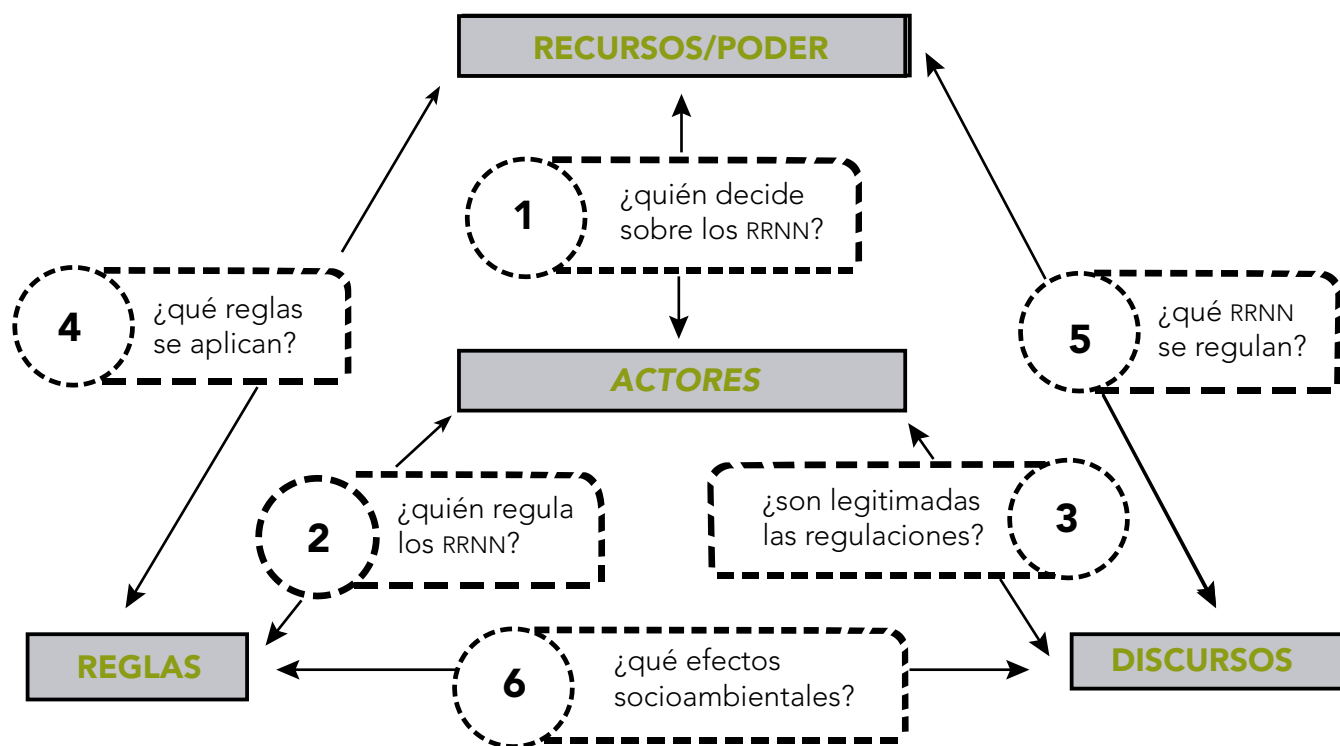 RECURSOS/PODER
1
¿quién decide
sobre los RRNN?
4
¿qué reglas
se aplican?
5
¿qué RRNN
se regulan?
ACTORES
2
¿quién regula
los RRNN?
¿son legitimadas
las regulaciones?
3
REGLAS
6
¿qué efectos
socioambientales?
DISCURSOS